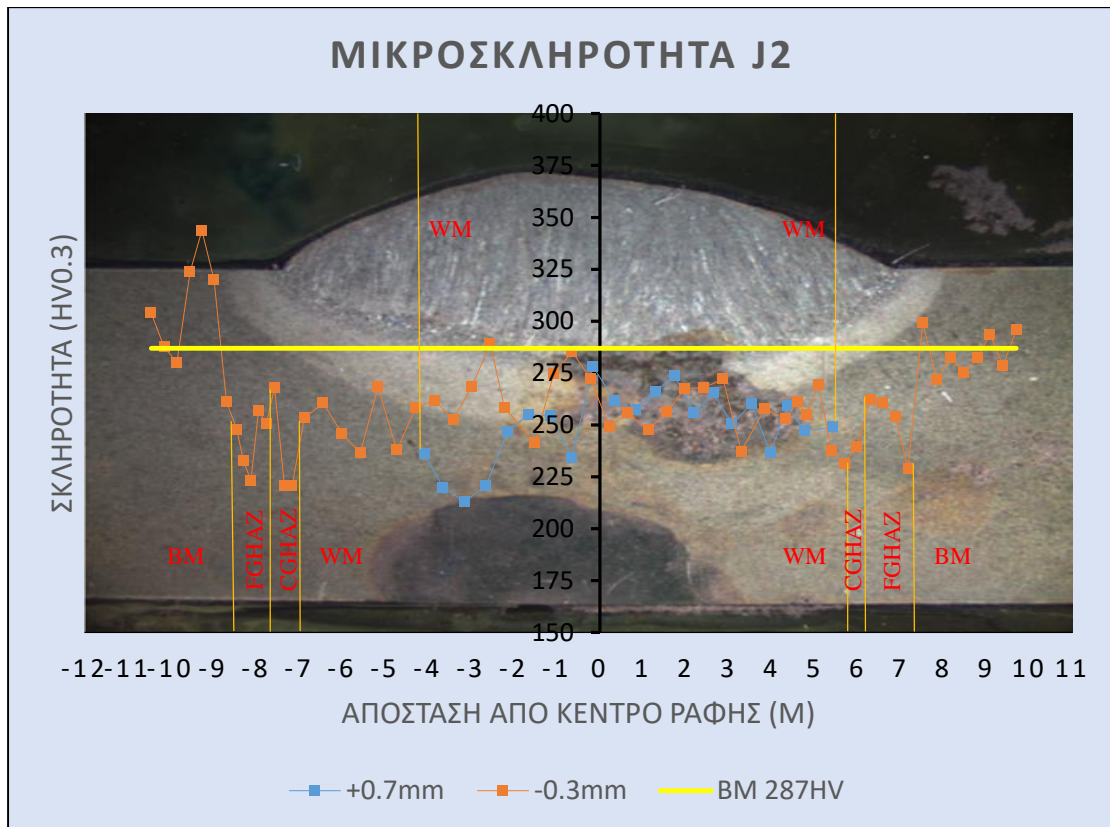 ΜΙΚΡΟΣΚΛΗΡΟΤΗΤΑ J2
400
375
350
325
300
275
250
225
200
175
150
ΣΚΛΗΡΟΤΗΤΑ (HV0.3)
WM WM
BM FGHAZ CGHAZ WM WM CGHAZ FGHAZ BM
-12 -11 -10 -9 -8 -7 -6 -5 -4 -3 -2 -1 0 1 2 3 4 5 6 7 8 9 10 11
ΑΠΟΣΤΑΣΗ ΑΠΟ ΚΕΝΤΡΟ ΡΑΦΗΣ (Μ)
+0.7mm -0.3mm BM 287HV